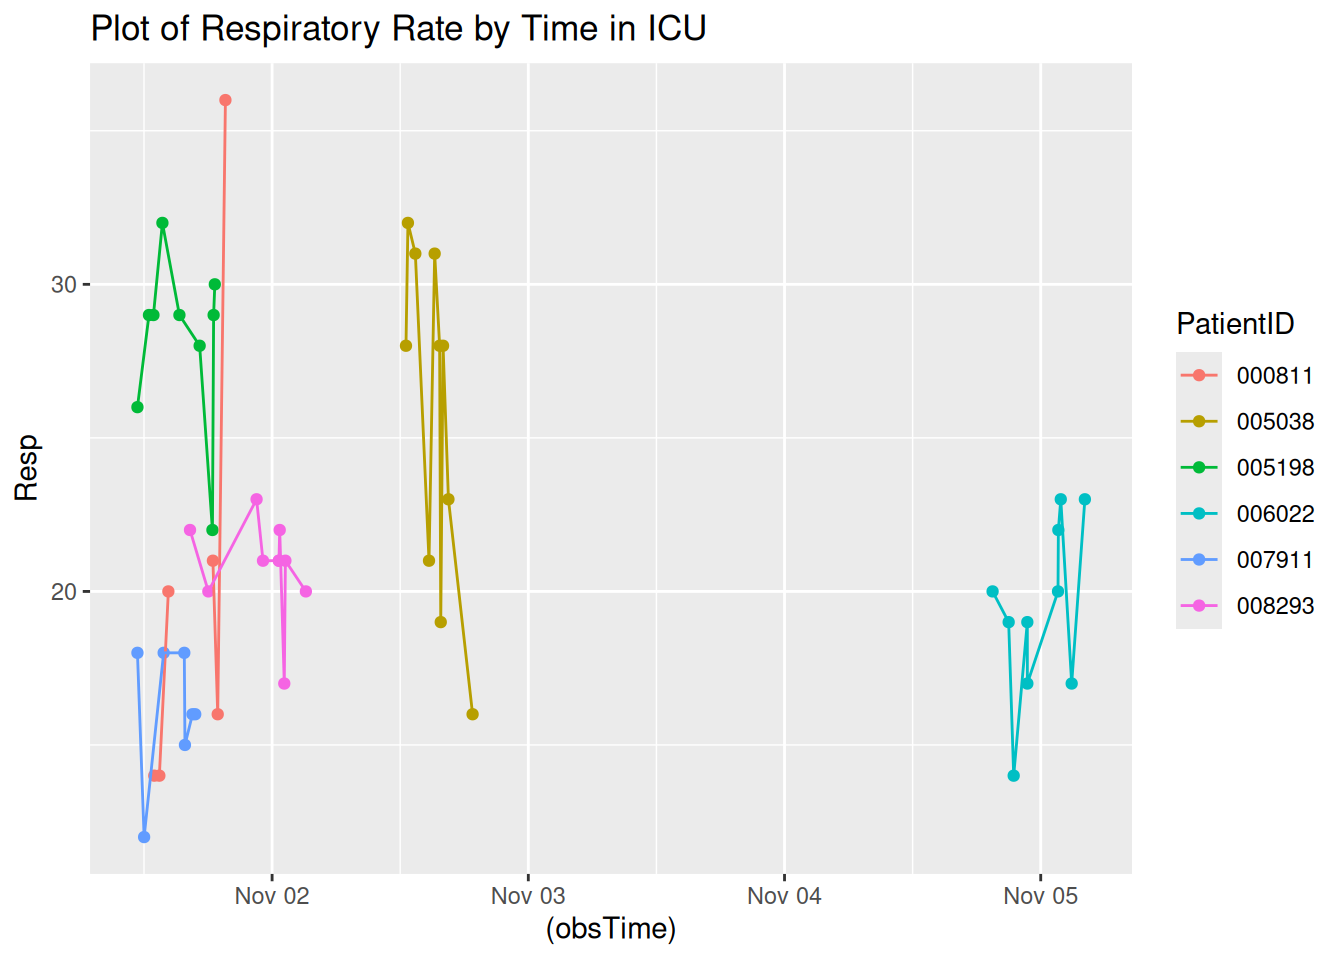 Plot of Respiratory Rate by Time in ICU
Resp
30
20
Nov 02
Nov 03
Nov 04
Nov 05
(obsTime)
PatientID
000811
005038
005198
006022
007911
008293